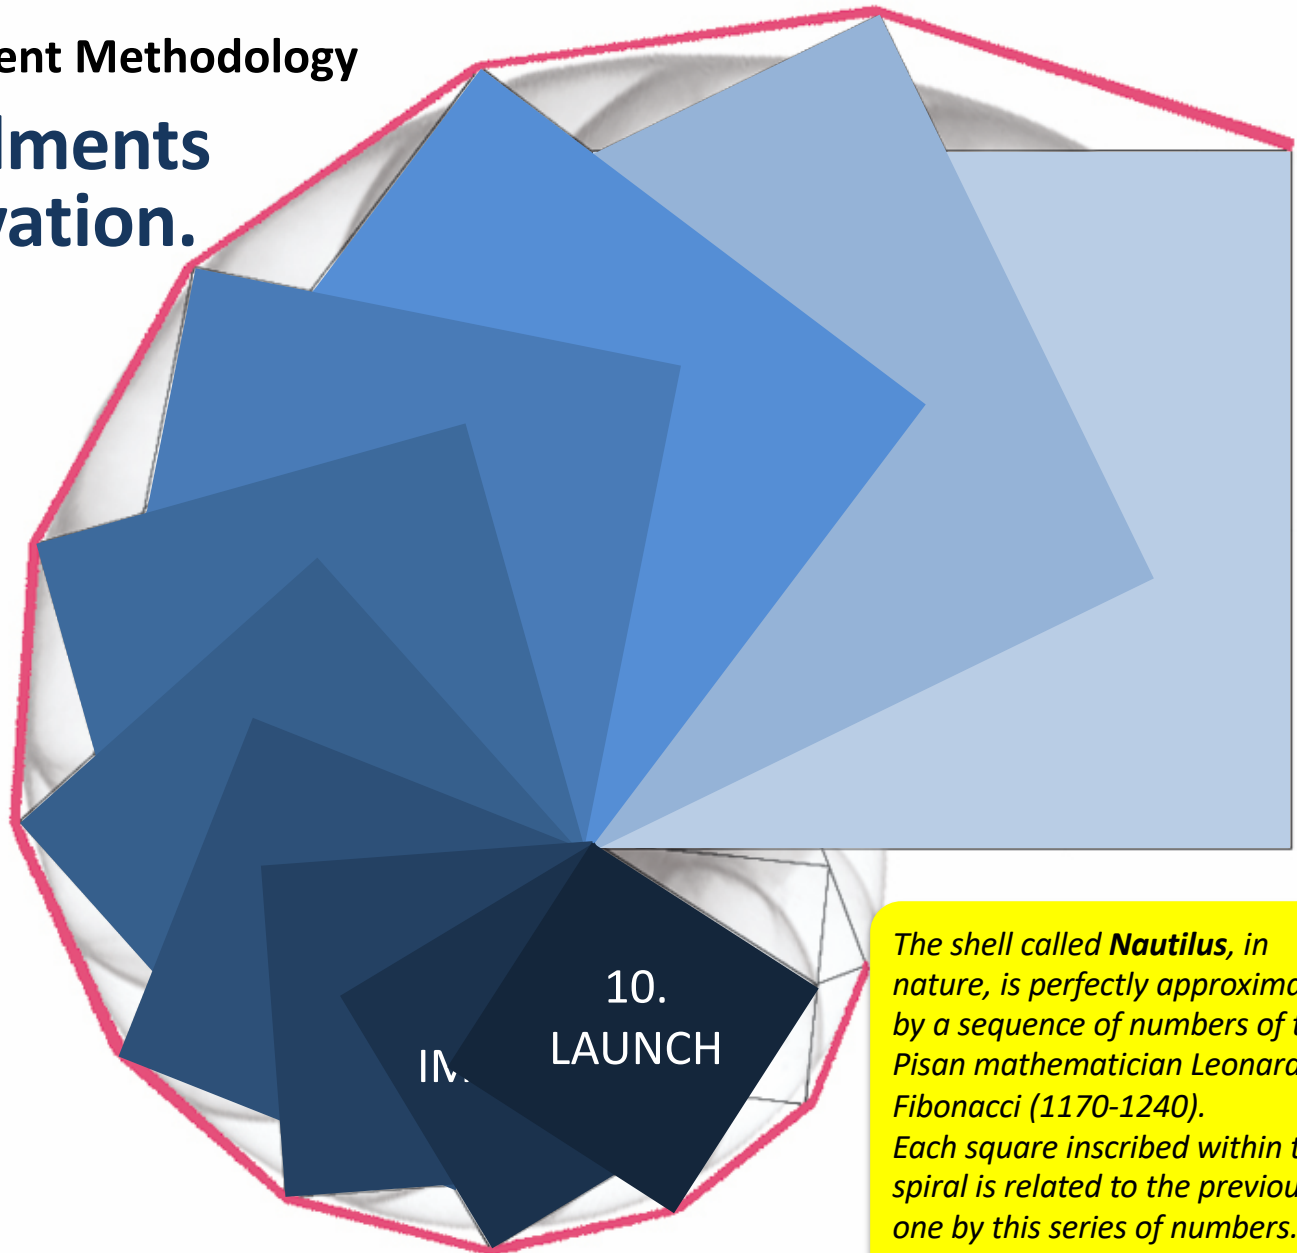 ent Methodology
lments
vation.
10.
LAUNCH
IM
The shell called Nautilus, in
nature, is perfectly approxima
by a sequence of numbers of t
Pisan mathematician Leonard
Fibonacci (1170-1240).
Each square inscribed within t
spiral is related to the previou
one by this series of numbers.